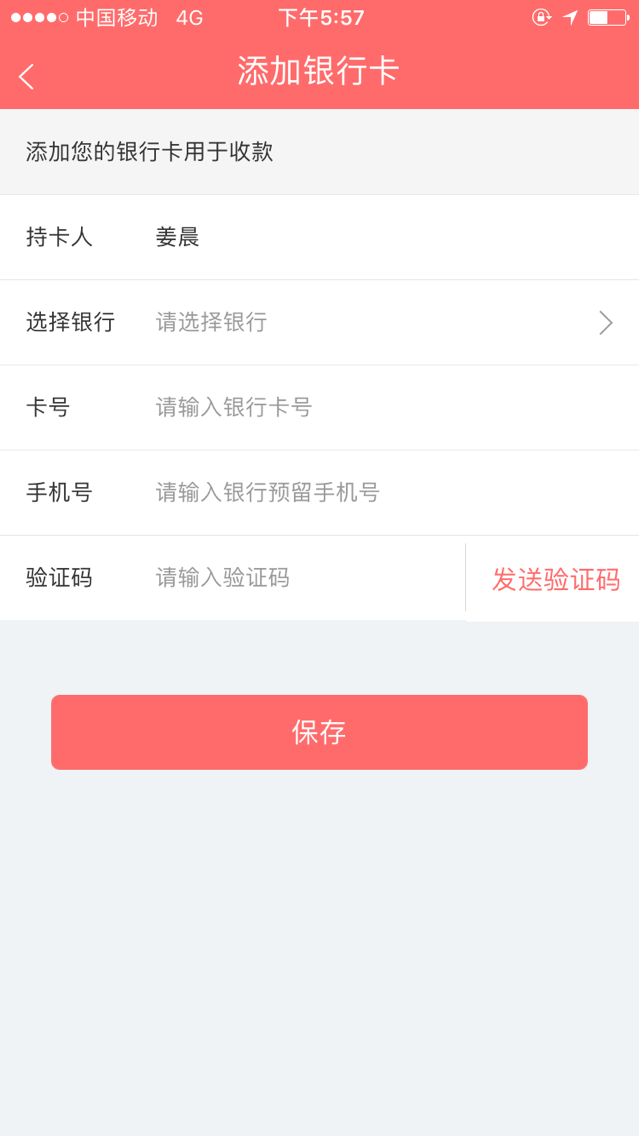 中国移动 4G 下午5:57
添加银行卡
添加您的银行卡用于收款
持卡人 姜晨
选择银行 请选择银行
卡号 请输入银行卡号
手机号 请输入银行预留手机号
验证码 请输入验证码 发送验证码
保存